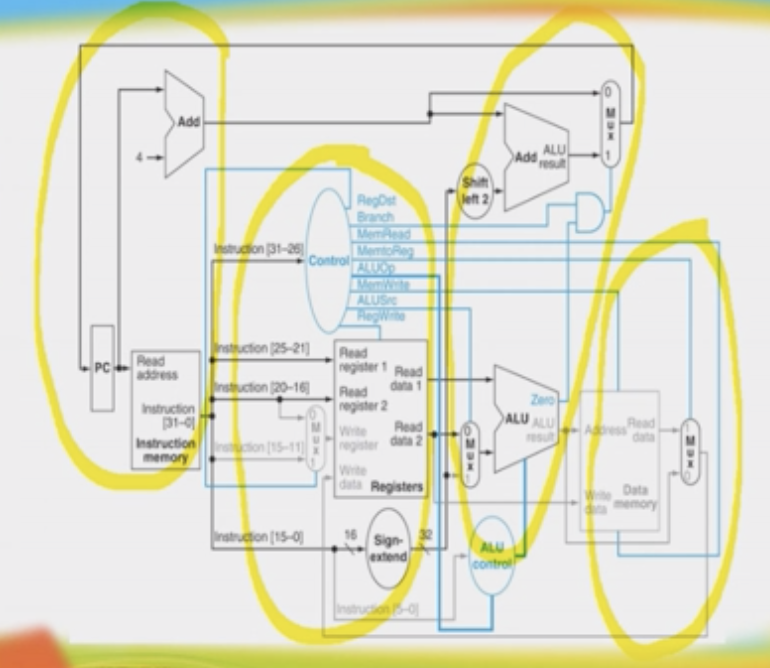 Add
4
0
M
u
x
1
Add
ALU
result
Shift
left 2
RegDst
Branch
MemRead
MemtoReg
ALUOp
MemWrite
ALUSrc
RegWrite
Control
Instruction [31–26]
Instruction [25–21]
Instruction [20–16]
Instruction [15–11]
Instruction [15–0]
Instruction [5–0]
PC
Read
address
Instruction
[31–0]
Instruction
memory
0
M
u
x
1
Read
register 1
Read
register 2
Write
register
Write
data
Read
data 1
Read
data 2
Registers
16
Sign-
extend
32
0
M
u
x
1
ALU
Zero
ALU
result
ALU
control
Address
Read
data
Write
data
Data
memory
1
M
u
x
0